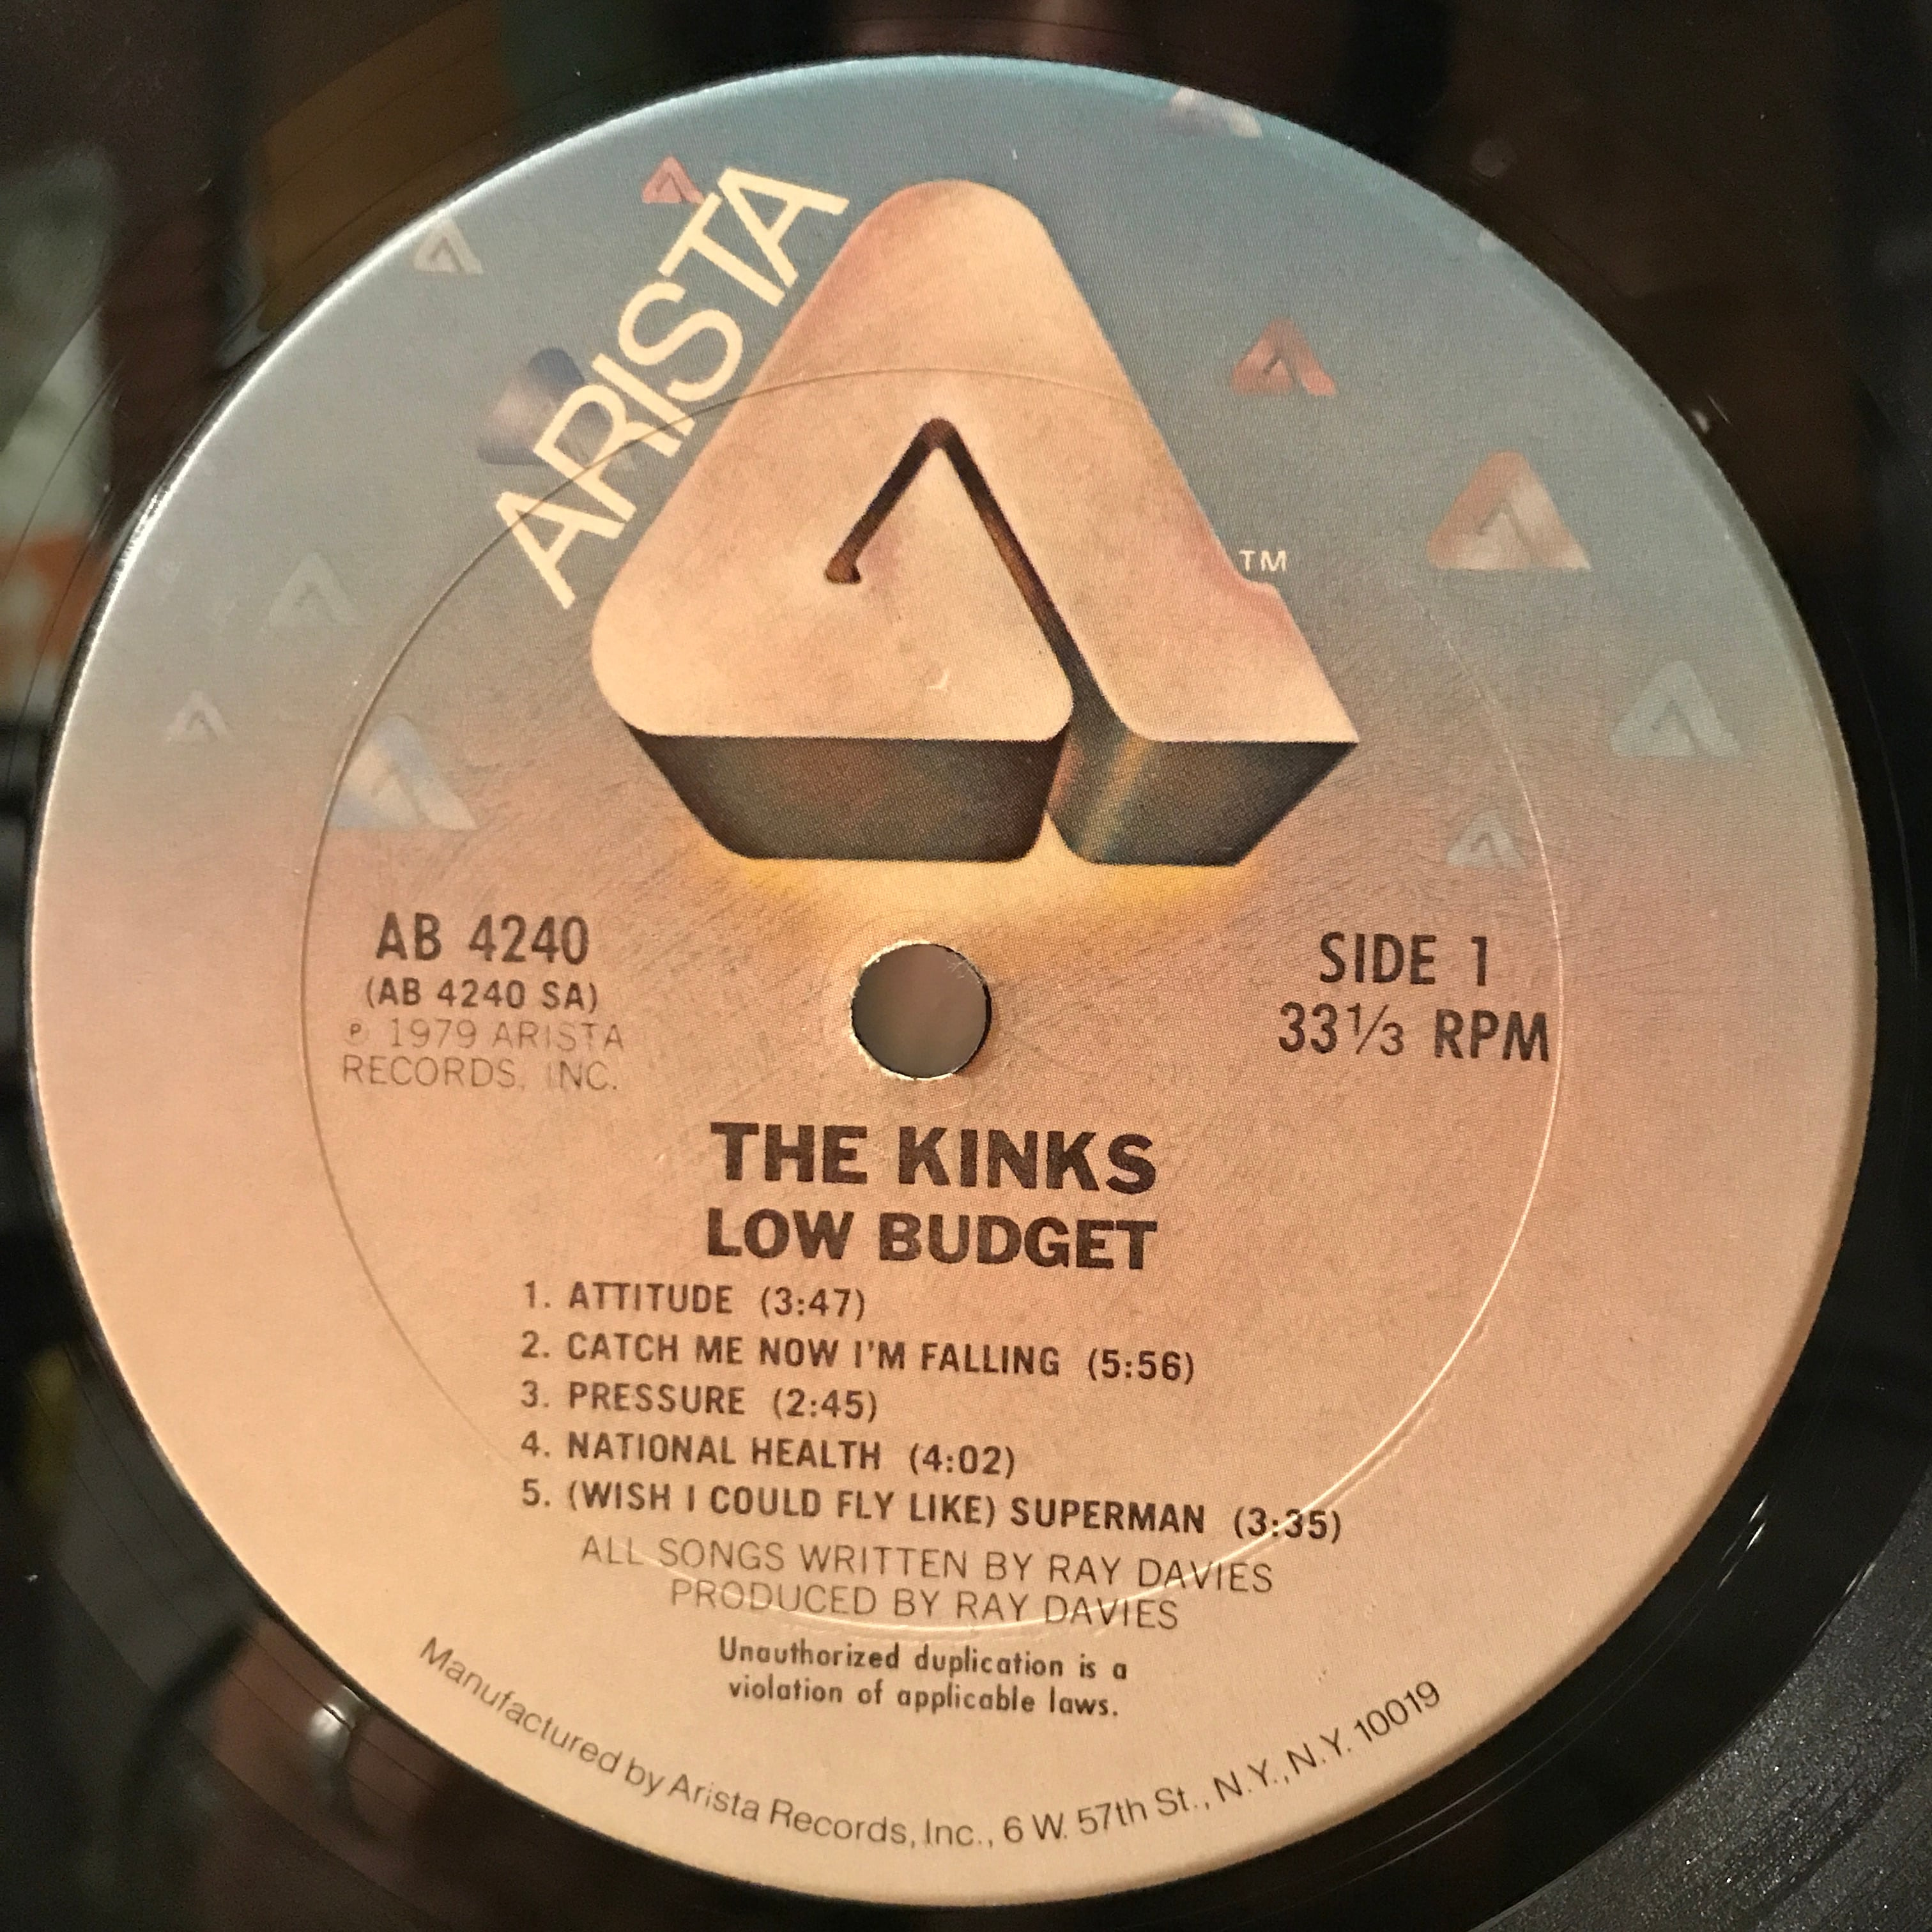 ARISTA
TM
AB 4240
(AB 4240 SA)
℗ 1979 ARISTA
RECORDS, INC.
SIDE 1
33⅓ RPM
THE KINKS
LOW BUDGET
1. ATTITUDE (3:47)
2. CATCH ME NOW I'M FALLING (5:56)
3. PRESSURE (2:45)
4. NATIONAL HEALTH (4:02)
5. (WISH I COULD FLY LIKE) SUPERMAN (3:35)
ALL SONGS WRITTEN BY RAY DAVIES
PRODUCED BY RAY DAVIES
Unauthorized duplication is a
violation of applicable laws.
Manufactured by Arista Records, Inc., 6 W. 57th St., N.Y., N.Y. 10019